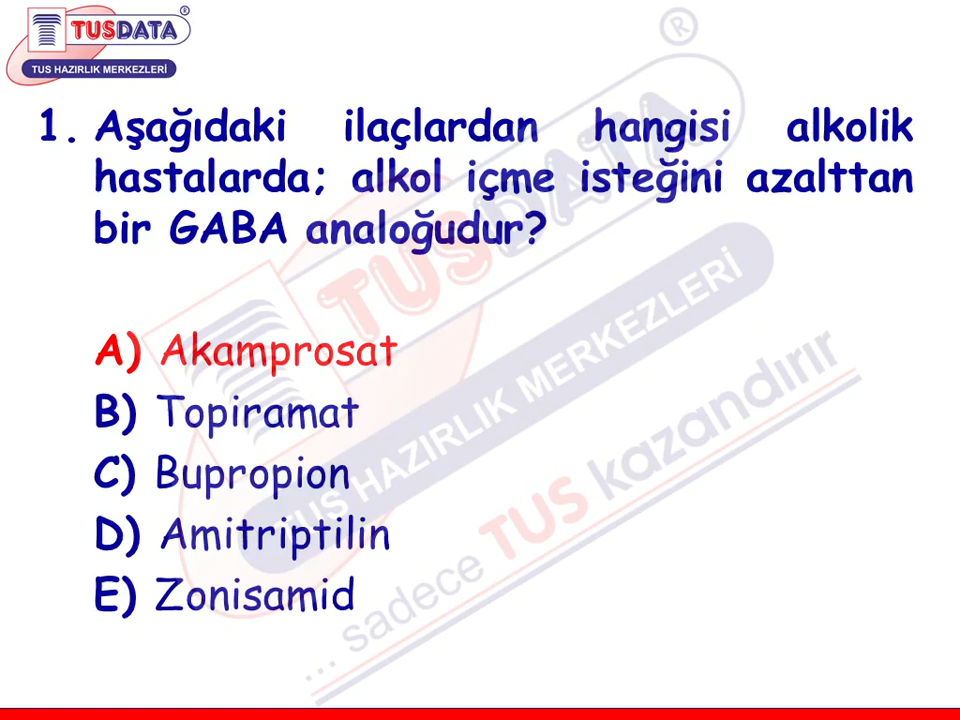 TUSDATA®
TUS HAZIRLIK MERKEZLERİ
1. Aşağıdaki ilaçlardan hangisi alkolik
hastalarda; alkol içme isteğini azalttan
bir GABA analoğudur?
A) Akamprosat
B) Topiramat
C) Bupropion
D) Amitriptilin
E) Zonisamid
TUSDATA®
TUS HAZIRLIK MERKEZLERİ
... sadece TUS kazandırır